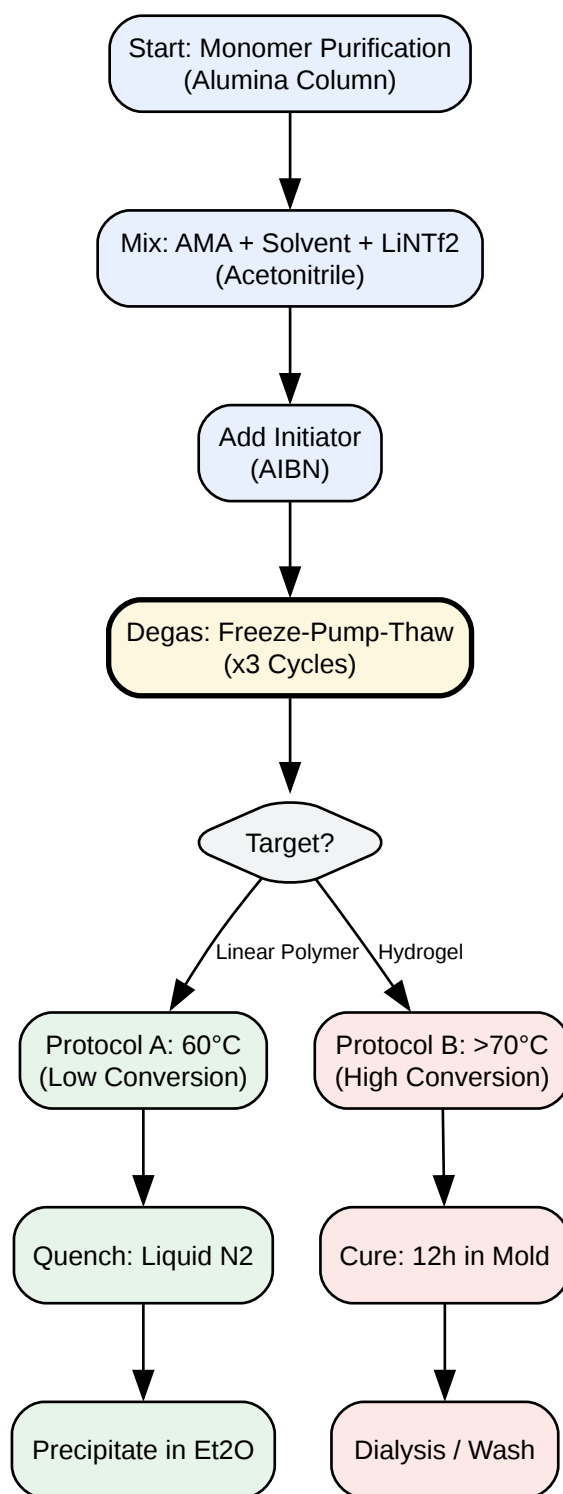 Start: Monomer Purification
(Alumina Column)
Mix: AMA + Solvent + LiNTf2
(Acetonitrile)
Add Initiator
(AIBN)
Degas: Freeze-Pump-Thaw
(x3 Cycles)
Target?
Linear Polymer
Hydrogel
Protocol A: 60°C
(Low Conversion)
Protocol B: >70°C
(High Conversion)
Quench: Liquid N2
Cure: 12h in Mold
Precipitate in Et2O
Dialysis / Wash